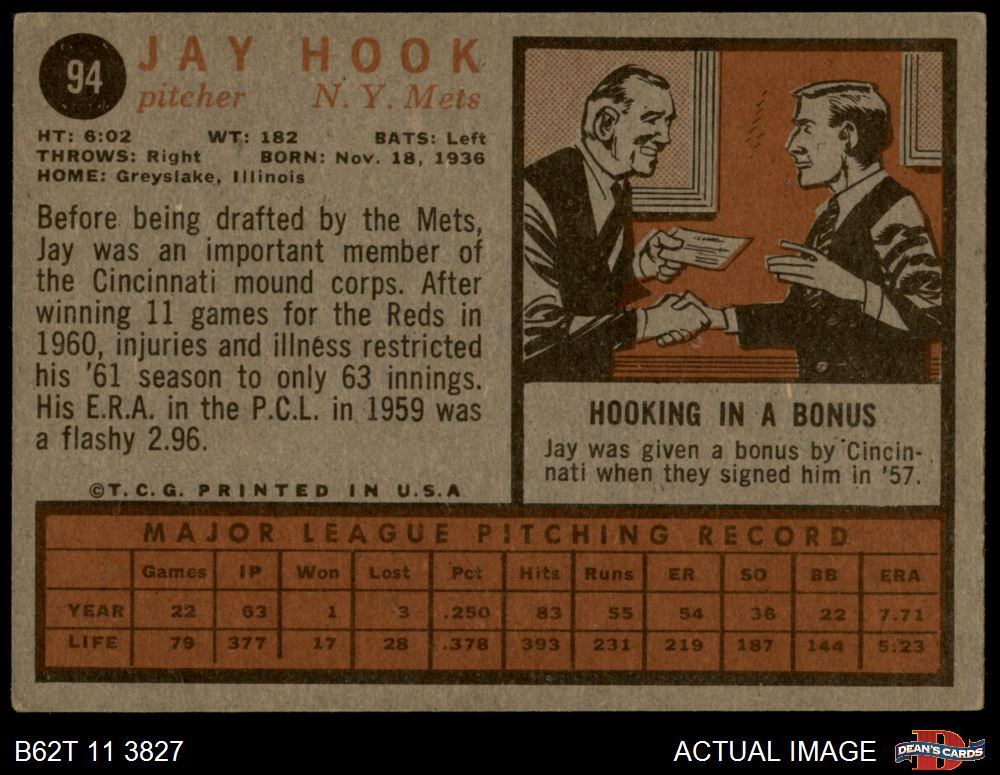 94
JAY HOOK
pitcher N. Y. Mets
HT: 6:02 WT: 182 BATS: Left
THROWS: Right BORN: Nov. 18, 1936
HOME: Greyslake, Illinois
Before being drafted by the Mets,
Jay was an important member of
the Cincinnati mound corps. After
winning 11 games for the Reds in
1960, injuries and illness restricted
his '61 season to only 63 innings.
His E.R.A. in the P.C.L. in 1959 was
a flashy 2.96.
©T. C. G. PRINTED IN U.S.A.
HOOKING IN A BONUS
Jay was given a bonus by Cincin-
nati when they signed him in '57.
MAJOR LEAGUE PITCHING RECORD
Games IP Won Lost Pct Hits Runs ER SO BB ERA
YEAR 22 63 1 3 .250 83 55 54 36 22 7.71
LIFE 79 377 17 28 .378 393 231 219 187 144 5.23
B62T 11 3827
ACTUAL IMAGE
D
DEAN'S CARDS